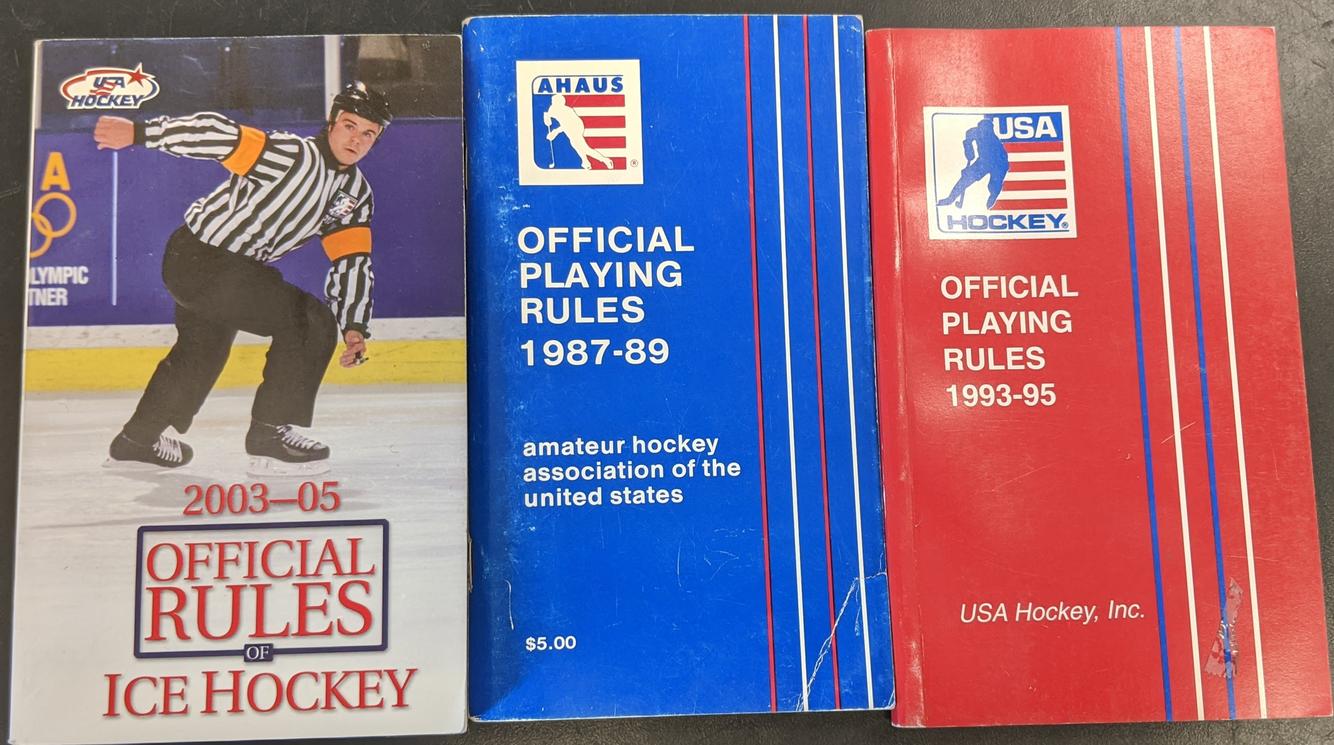 USA
HOCKEY
A
LYMPIC
TNER
2003–05
OFFICIAL
RULES
OF
ICE HOCKEY
AHAUS
®
OFFICIAL
PLAYING
RULES
1987-89
amateur hockey
association of the
united states
$5.00
USA
HOCKEY®
OFFICIAL
PLAYING
RULES
1993-95
USA Hockey, Inc.